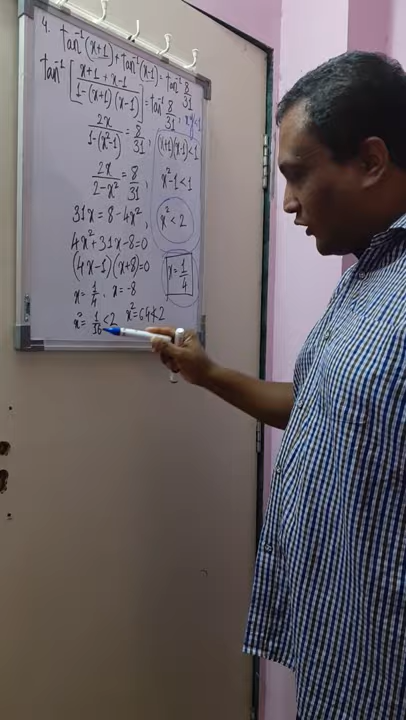 4. tan⁻¹(x+1) + tan⁻¹(x-1) = tan⁻¹ 8/31
tan⁻¹ [ (x+1 + x-1) / (1-(x+1)(x-1)) ] = tan⁻¹ 8/31, xy<1
2x / (1-(x²-1)) = 8/31, (x+1)(x-1)<1
x²-1<1
2x / (2-x²) = 8/31,
31x = 8-4x², x²<2
4x²+31x-8=0
(4x-1)(x+8)=0
x = 1/4
x = 1/4, x = -8
x² = 1/16 < 2 x² = 64 ≮ 2